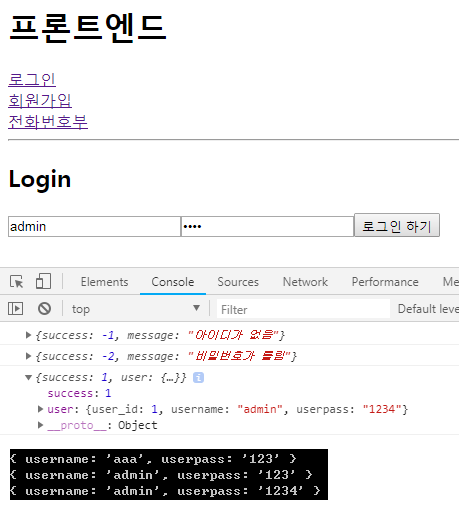 프론트엔드
로그인
회원가입
전화번호부
Login
admin •••• 로그인 하기
Elements Console Sources Network Performance Me
top Filter Default leve
{success: -1, message: "아이디가 없음"}
{success: -2, message: "비밀번호가 틀림"}
{success: 1, user: {…}} i
success: 1
user: {user_id: 1, username: "admin", userpass: "1234"}
__proto__: Object
{ username: 'aaa', userpass: '123' }
{ username: 'admin', userpass: '123' }
{ username: 'admin', userpass: '1234' }